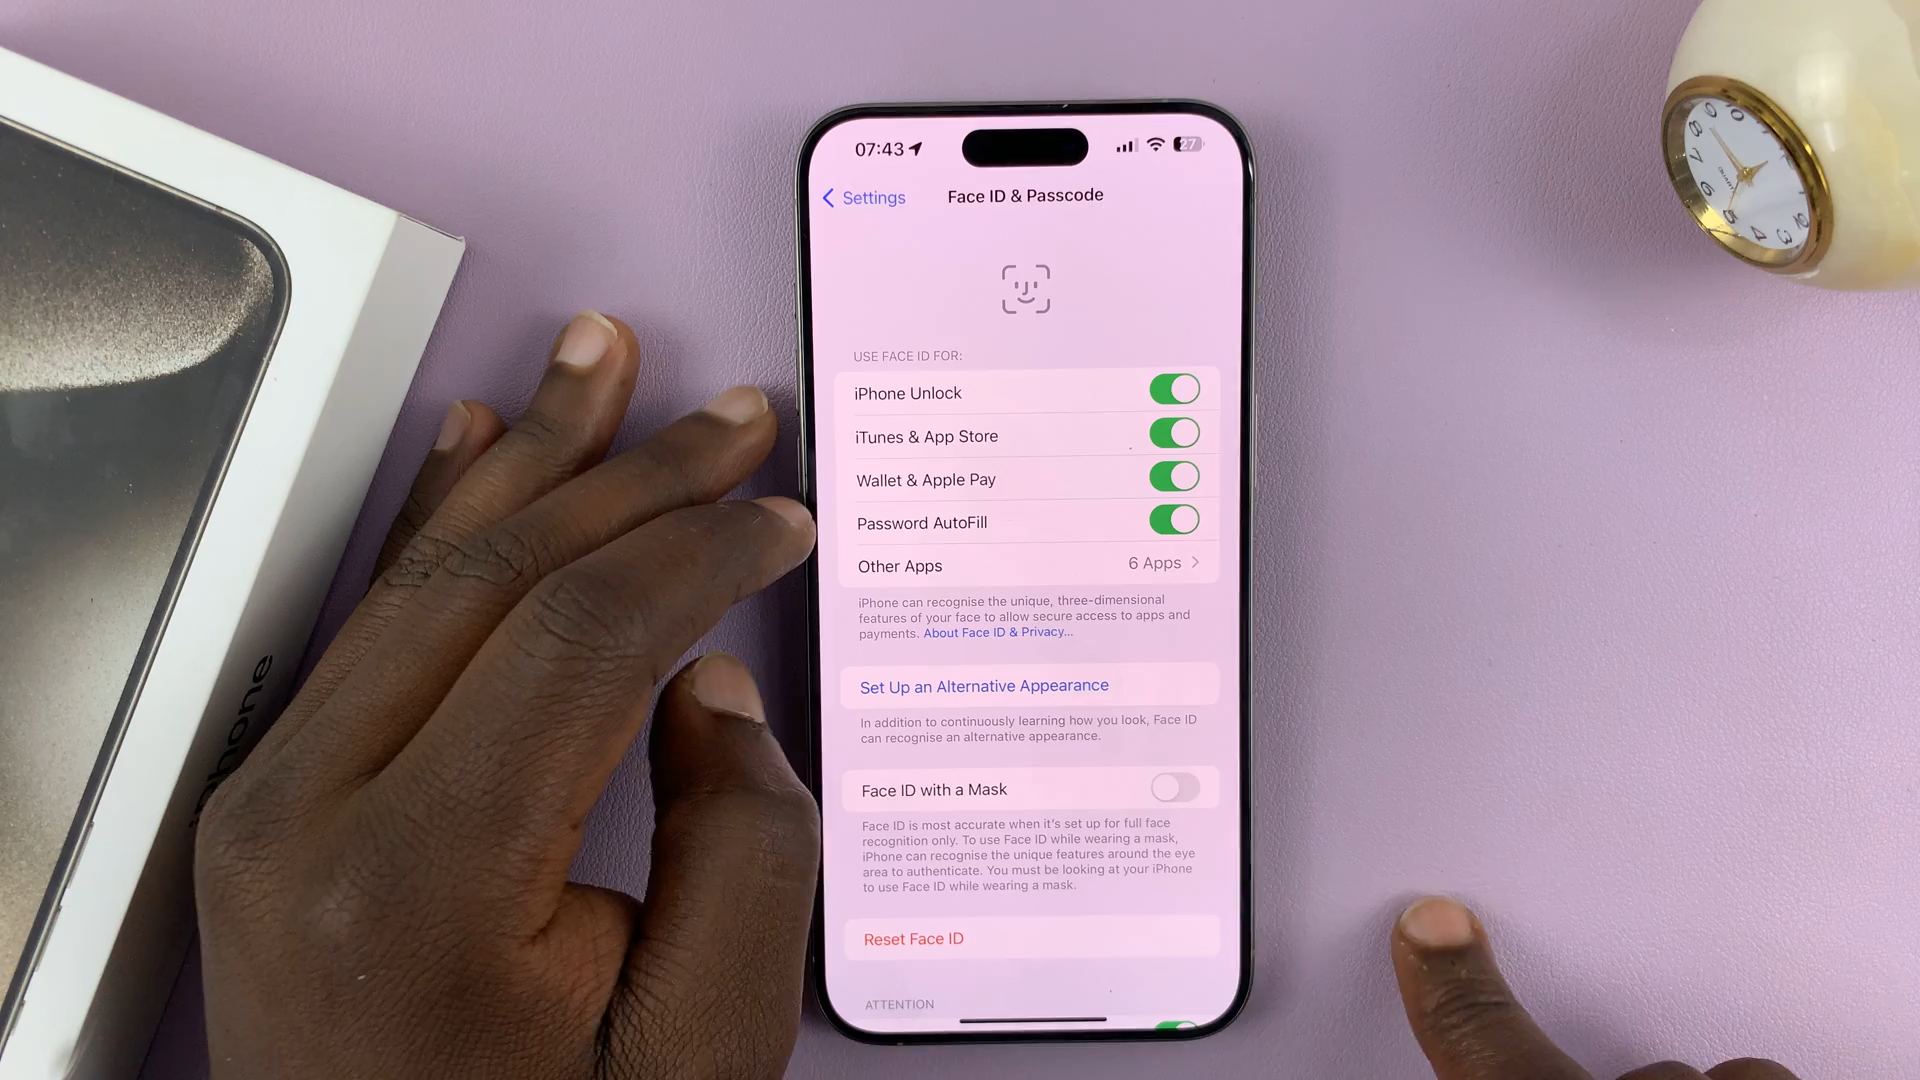 07:43
27
Settings
Face ID & Passcode
USE FACE ID FOR:
iPhone Unlock
iTunes & App Store
Wallet & Apple Pay
Password AutoFill
Other Apps 6 Apps
iPhone can recognise the unique, three-dimensional
features of your face to allow secure access to apps and
payments. About Face ID & Privacy...
Set Up an Alternative Appearance
In addition to continuously learning how you look, Face ID
can recognise an alternative appearance.
Face ID with a Mask
Face ID is most accurate when it's set up for full face
recognition only. To use Face ID while wearing a mask,
iPhone can recognise the unique features around the eye
area to authenticate. You must be looking at your iPhone
to use Face ID while wearing a mask.
Reset Face ID
ATTENTION
iPhone